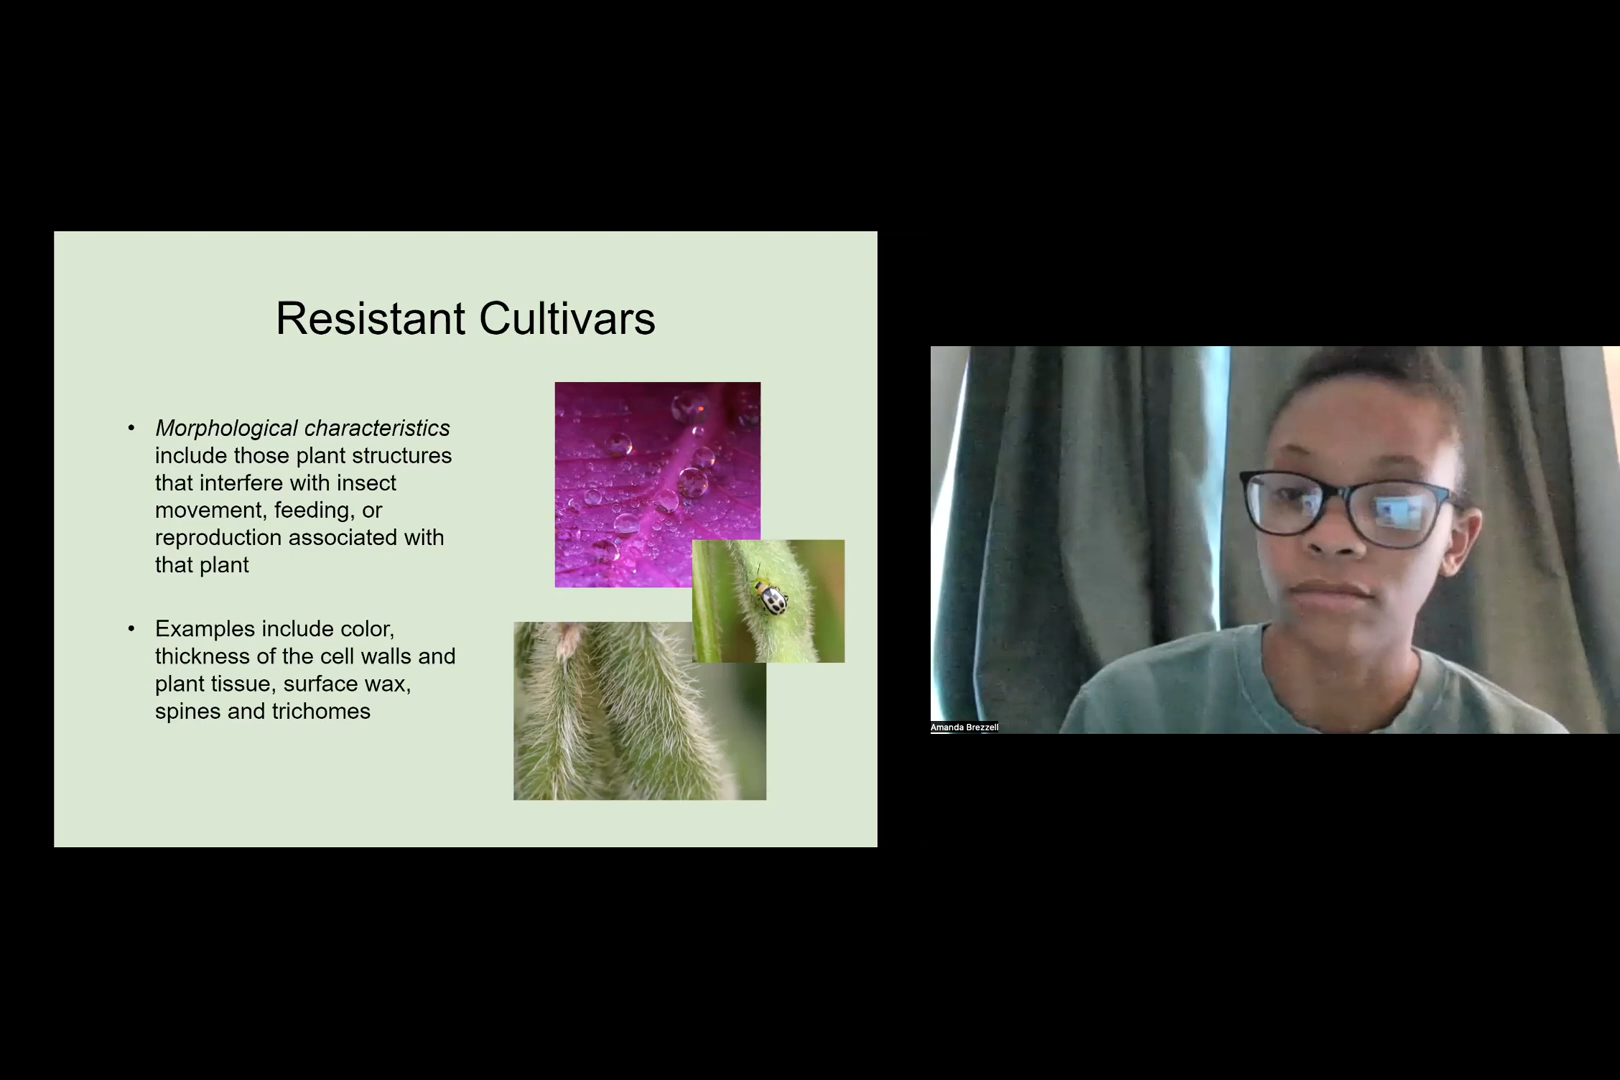 Resistant Cultivars
• Morphological characteristics
include those plant structures
that interfere with insect
movement, feeding, or
reproduction associated with
that plant
• Examples include color,
thickness of the cell walls and
plant tissue, surface wax,
spines and trichomes
Amanda Brezzell